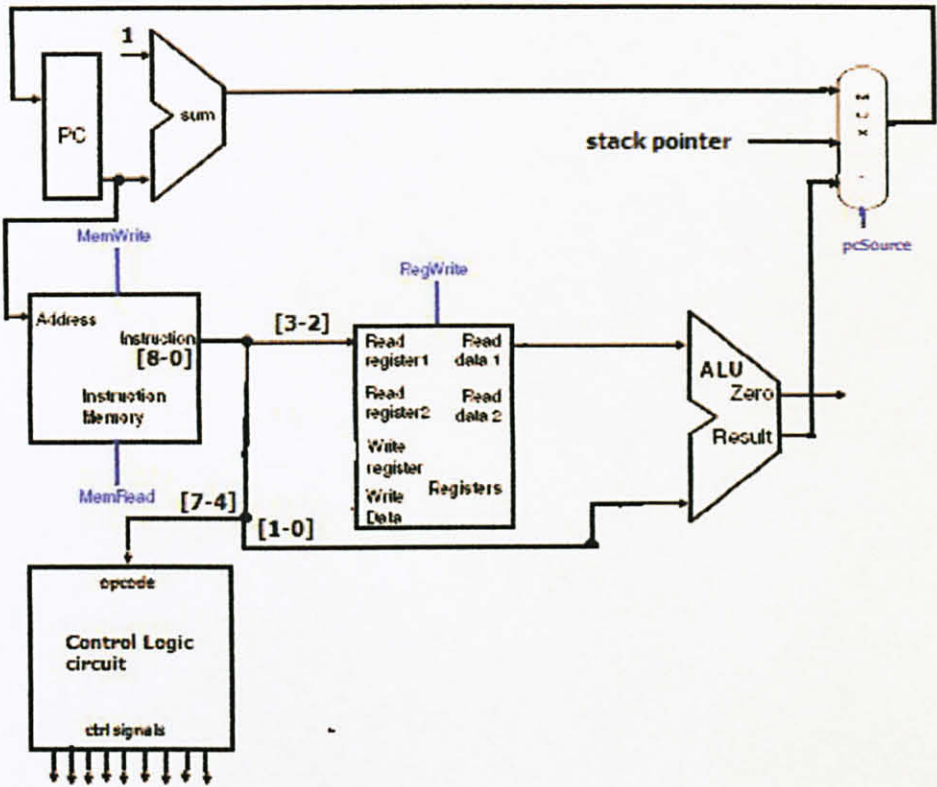 1
PC
sum
stack pointer
M
u
x
pcSource
MemWrite
Address
Instruction
[8-0]
Instruction
Memory
MemRead
[3-2]
RegWrite
Read
register1
Read
data 1
Read
register2
Read
data 2
Write
register
Write
Data
Registers
ALU
Zero
Result
[7-4]
[1-0]
opcode
Control Logic
circuit
ctrl signals